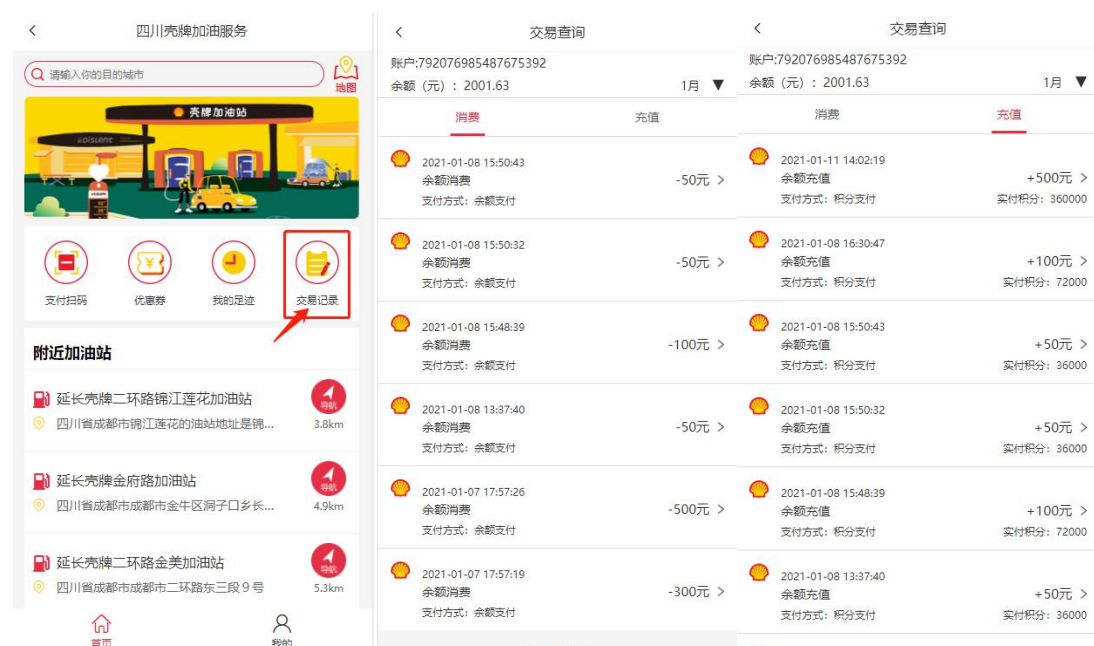 四川壳牌加油服务
请输入你的目的城市
地图
壳牌加油站
支付扫码
优惠券
我的足迹
交易记录
附近加油站
延长壳牌二环路锦江莲花加油站
导航
四川省成都市锦江莲花的油站地址是锦...
3.8km
延长壳牌金府路加油站
导航
四川省成都市成都市金牛区洞子口乡长...
4.9km
延长壳牌二环路金美加油站
导航
四川省成都市成都市二环路东三段9号
5.3km
首页
我的
交易查询
账户:792076985487675392
余额（元）：2001.63
1月 ▼
消费
充值
2021-01-08 15:50:43
余额消费
-50元 >
支付方式：余额支付
2021-01-08 15:50:32
余额消费
-50元 >
支付方式：余额支付
2021-01-08 15:48:39
余额消费
-100元 >
支付方式：余额支付
2021-01-08 13:37:40
余额消费
-50元 >
支付方式：余额支付
2021-01-07 17:57:26
余额消费
-500元 >
支付方式：余额支付
2021-01-07 17:57:19
余额消费
-300元 >
支付方式：余额支付
交易查询
账户:792076985487675392
余额（元）：2001.63
1月 ▼
消费
充值
2021-01-11 14:02:19
余额充值
+500元 >
支付方式：积分支付
实付积分：360000
2021-01-08 16:30:47
余额充值
+100元 >
支付方式：积分支付
实付积分：72000
2021-01-08 15:50:43
余额充值
+50元 >
支付方式：积分支付
实付积分：36000
2021-01-08 15:50:32
余额充值
+50元 >
支付方式：积分支付
实付积分：36000
2021-01-08 15:48:39
余额充值
+100元 >
支付方式：积分支付
实付积分：72000
2021-01-08 13:37:40
余额充值
+50元 >
支付方式：积分支付
实付积分：36000